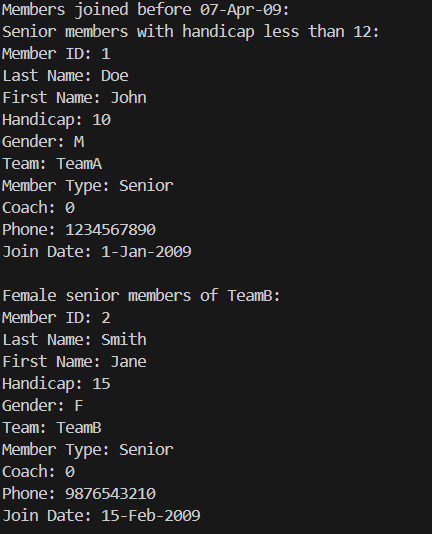 Members joined before 07-Apr-09:
Senior members with handicap less than 12:
Member ID: 1
Last Name: Doe
First Name: John
Handicap: 10
Gender: M
Team: TeamA
Member Type: Senior
Coach: 0
Phone: 1234567890
Join Date: 1-Jan-2009

Female senior members of TeamB:
Member ID: 2
Last Name: Smith
First Name: Jane
Handicap: 15
Gender: F
Team: TeamB
Member Type: Senior
Coach: 0
Phone: 9876543210
Join Date: 15-Feb-2009